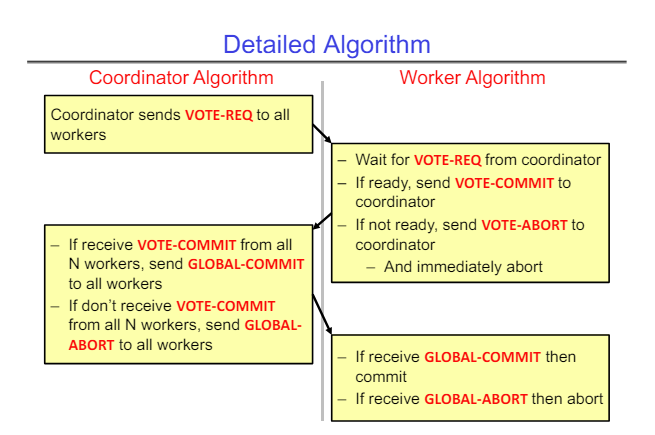 Detailed Algorithm
Coordinator Algorithm
Worker Algorithm
Coordinator sends VOTE-REQ to all
workers
– Wait for VOTE-REQ from coordinator
– If ready, send VOTE-COMMIT to
coordinator
– If not ready, send VOTE-ABORT to
coordinator
– And immediately abort
– If receive VOTE-COMMIT from all
N workers, send GLOBAL-COMMIT
to all workers
– If don’t receive VOTE-COMMIT
from all N workers, send GLOBAL-
ABORT to all workers
– If receive GLOBAL-COMMIT then
commit
– If receive GLOBAL-ABORT then abort